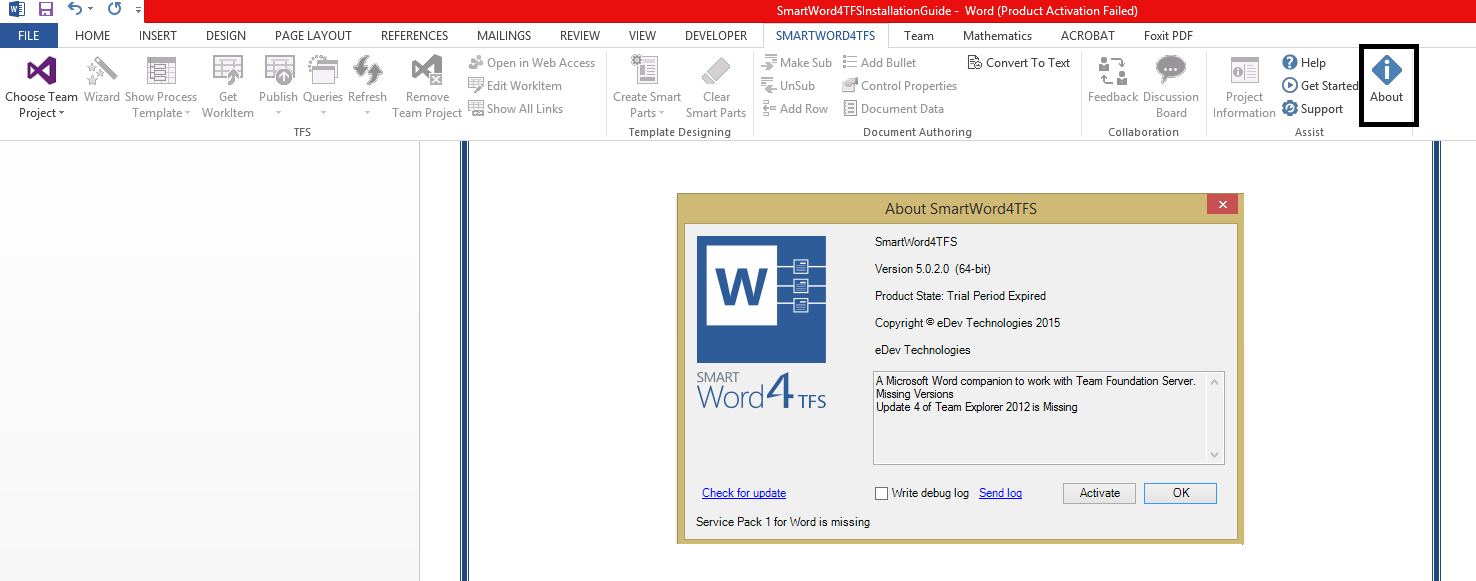 SmartWord4TFSInstallationGuide - Word (Product Activation Failed)
FILE HOME INSERT DESIGN PAGE LAYOUT REFERENCES MAILINGS REVIEW VIEW DEVELOPER SMARTWORD4TFS Team Mathematics ACROBAT Foxit PDF
Choose Team Project
Wizard
Show Process Template
Get WorkItem
Publish
Queries
Refresh
Remove Team Project
Open in Web Access
Edit WorkItem
Show All Links
TFS
Create Smart Parts
Clear Smart Parts
Template Designing
Make Sub
UnSub
Add Row
Add Bullet
Control Properties
Document Data
Convert To Text
Document Authoring
Feedback
Discussion Board
Collaboration
Project Information
Help
Get Started
Support
Assist
About
About SmartWord4TFS
W
SMART
Word4TFS
SmartWord4TFS
Version 5.0.2.0 (64-bit)
Product State: Trial Period Expired
Copyright © eDev Technologies 2015
eDev Technologies
A Microsoft Word companion to work with Team Foundation Server.
Missing Versions
Update 4 of Team Explorer 2012 is Missing
Check for update
Write debug log
Send log
Activate
OK
Service Pack 1 for Word is missing